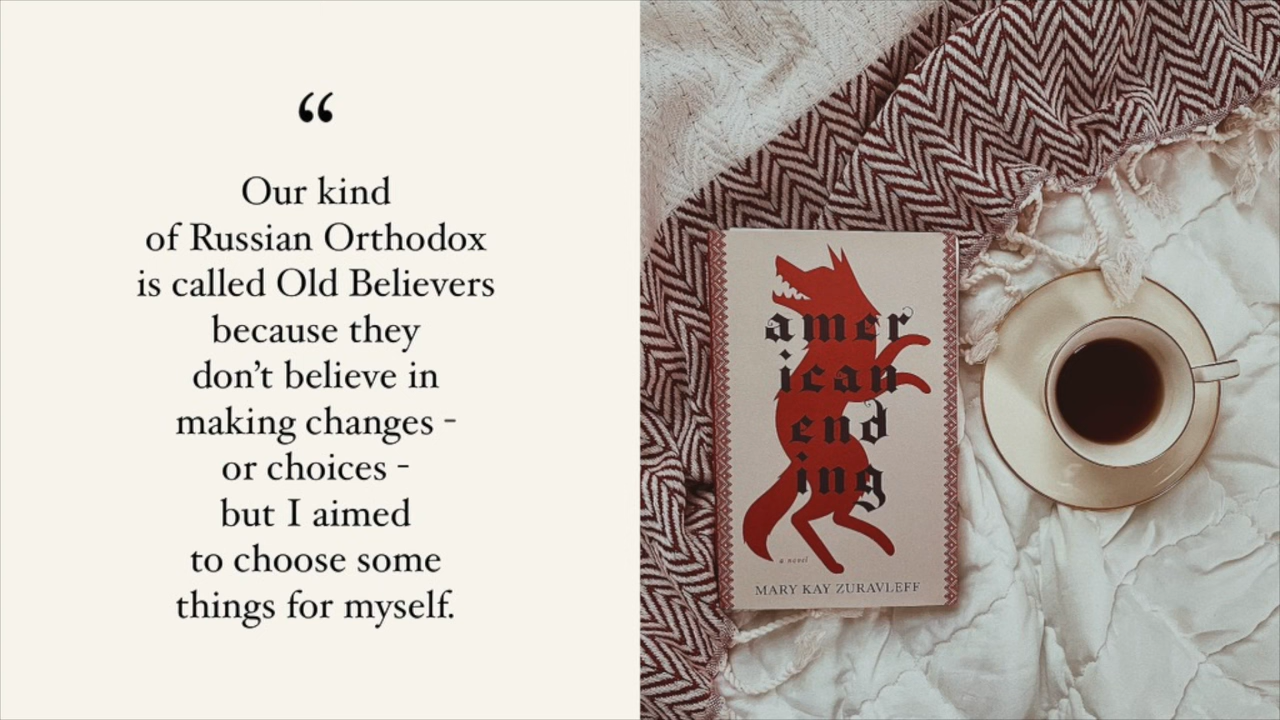 “
Our kind
of Russian Orthodox
is called Old Believers
because they
don’t believe in
making changes -
or choices -
but I aimed
to choose some
things for myself.
amer
ican
end
ing
a novel
MARY KAY ZURAVLEFF